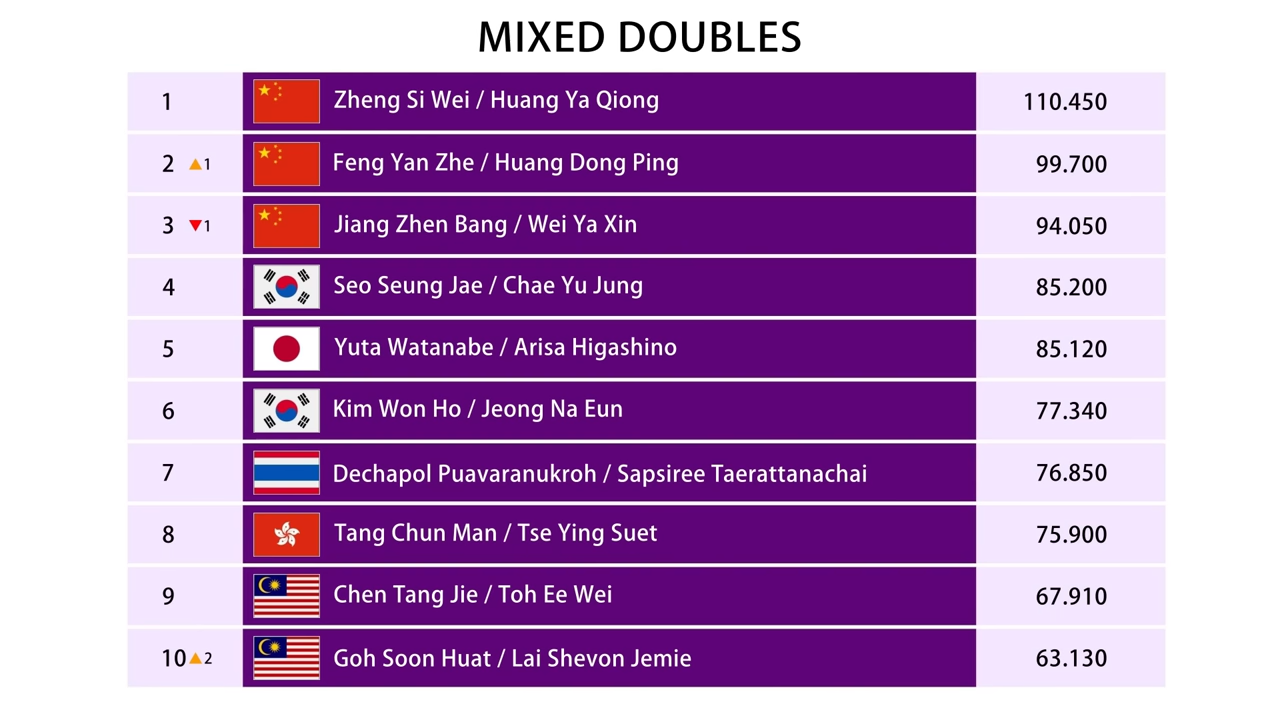 MIXED DOUBLES
1 Zheng Si Wei / Huang Ya Qiong 110.450
2 ▲1 Feng Yan Zhe / Huang Dong Ping 99.700
3 ▼1 Jiang Zhen Bang / Wei Ya Xin 94.050
4 Seo Seung Jae / Chae Yu Jung 85.200
5 Yuta Watanabe / Arisa Higashino 85.120
6 Kim Won Ho / Jeong Na Eun 77.340
7 Dechapol Puavaranukroh / Sapsiree Taerattanachai 76.850
8 Tang Chun Man / Tse Ying Suet 75.900
9 Chen Tang Jie / Toh Ee Wei 67.910
10 ▲2 Goh Soon Huat / Lai Shevon Jemie 63.130